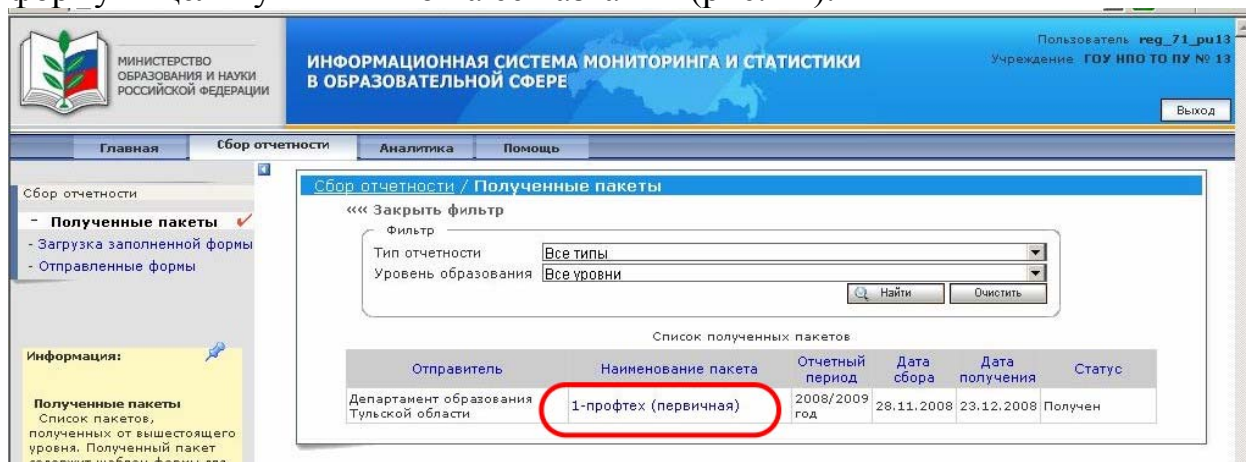 МИНИСТЕРСТВО
ОБРАЗОВАНИЯ И НАУКИ
РОССИЙСКОЙ ФЕДЕРАЦИИ
ИНФОРМАЦИОННАЯ СИСТЕМА МОНИТОРИНГА И СТАТИСТИКИ
В ОБРАЗОВАТЕЛЬНОЙ СФЕРЕ
Пользователь reg_71_pu13
Учреждение ГОУ НПО ТО ПУ № 13
Выход
Главная Сбор отчетности Аналитика Помощь
Сбор отчетности
- Полученные пакеты
- Загрузка заполненной формы
- Отправленные формы
Информация:
Полученные пакеты
Список пакетов,
полученных от вышестоящего
уровня. Полученный пакет
Сбор отчетности / Полученные пакеты
«« Закрыть фильтр
Фильтр
Тип отчетности Все типы
Уровень образования Все уровни
Найти Очистить
Список полученных пакетов
Отправитель Наименование пакета Отчетный период Дата сбора Дата получения Статус
Департамент образования Тульской области 1-профтех (первичная) 2008/2009 год 28.11.2008 23.12.2008 Получен